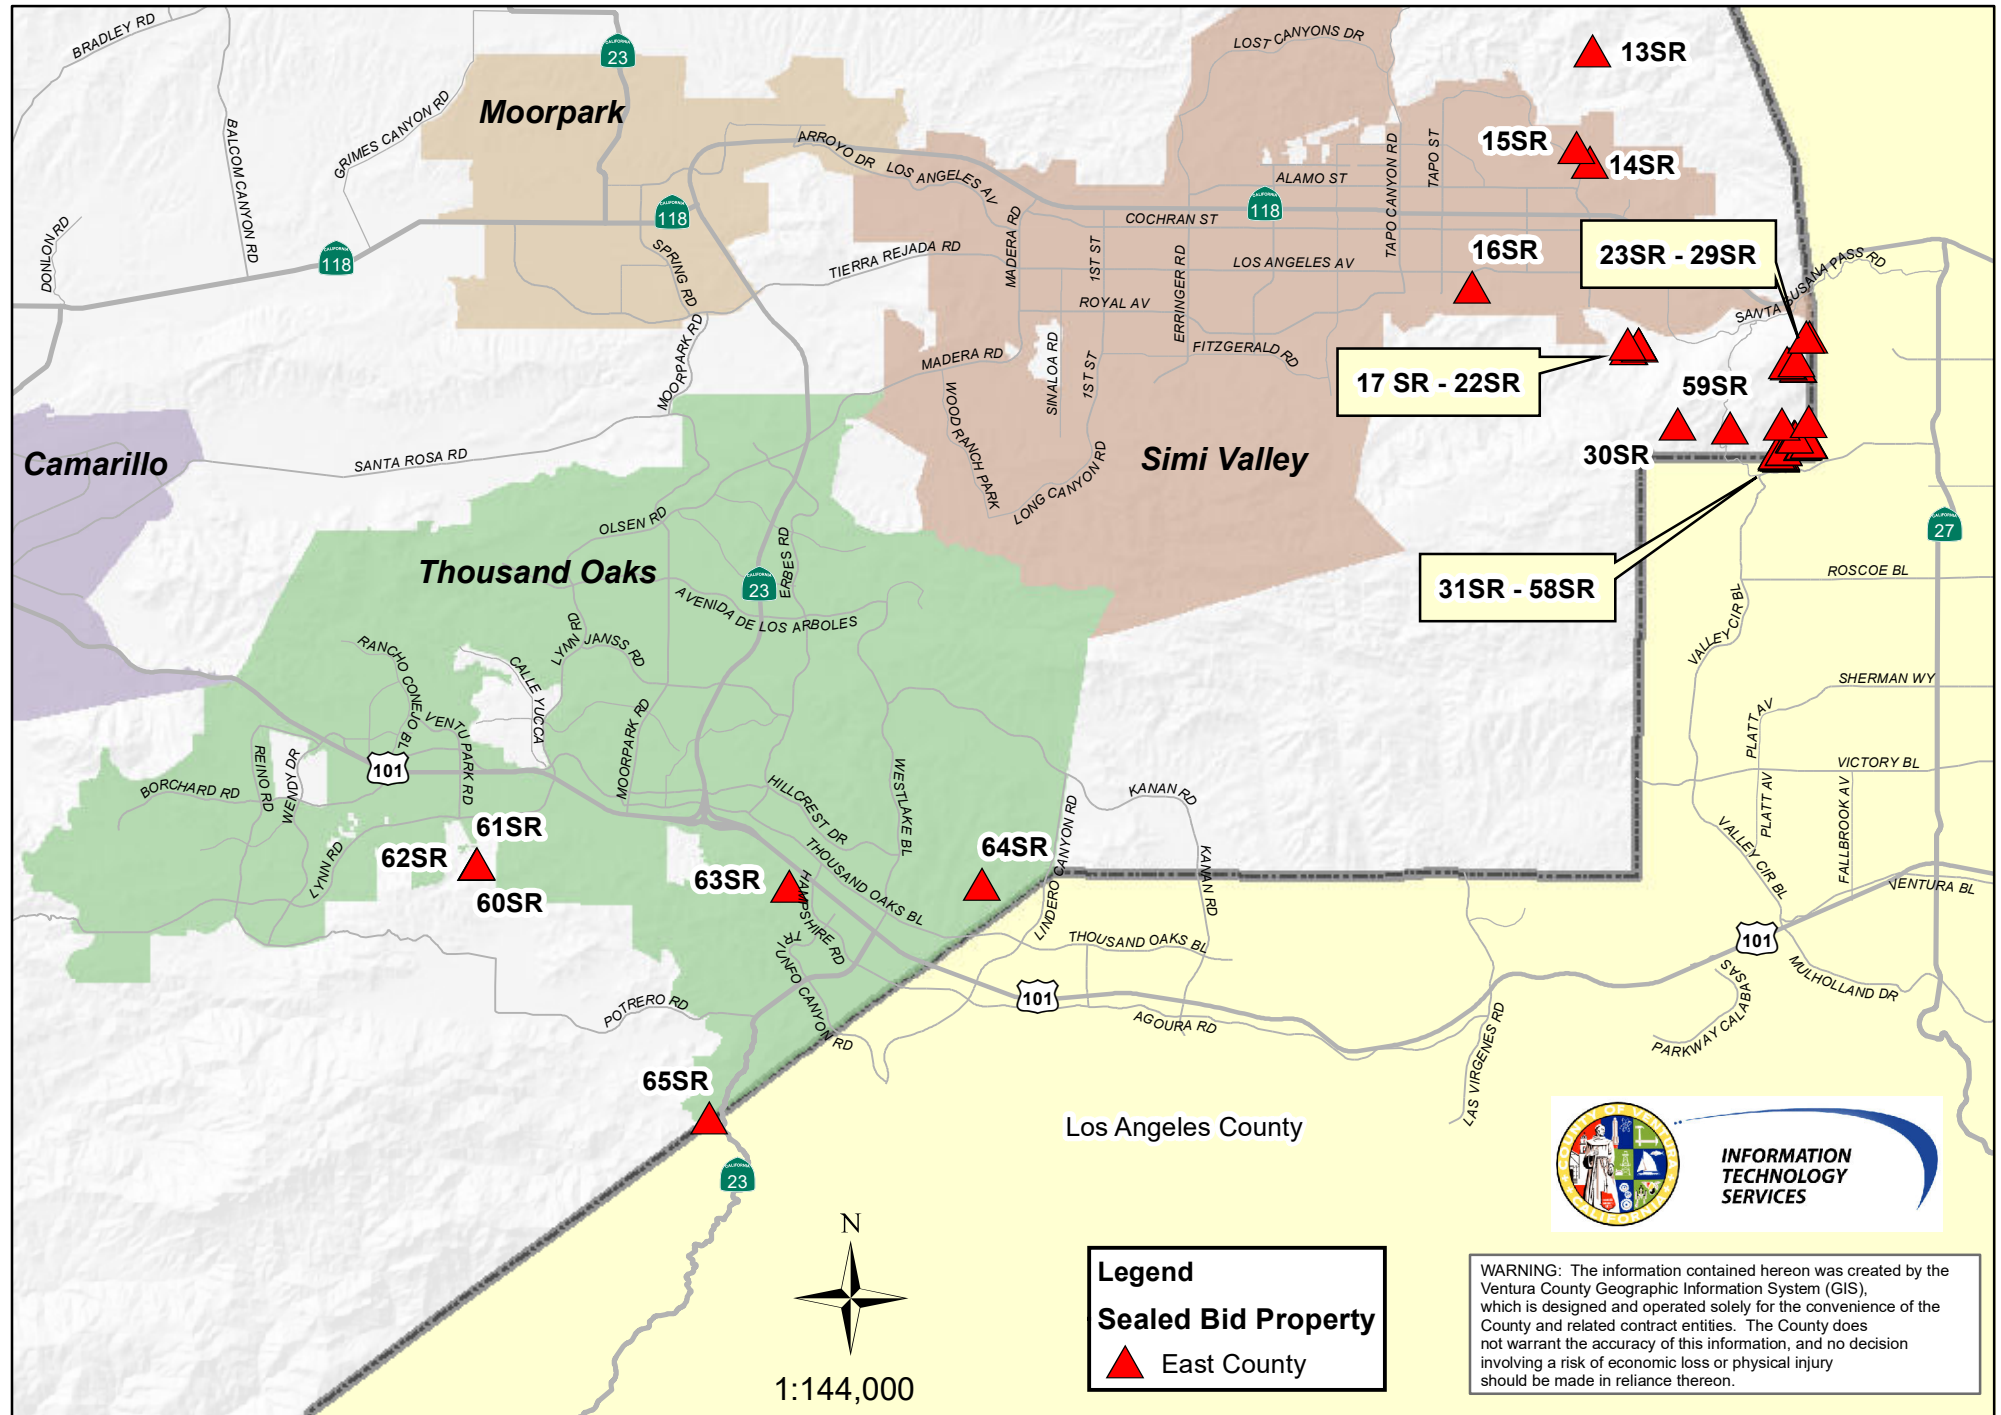 BRADLEY RD
CALIFORNIA
23
LOST CANYONS DR
13SR
Moorpark
GRIMES CANYON RD
BALCOM CANYON RD
ARROYO DR
LOS ANGELES AV
TAPO CANYON RD
TAPO ST
15SR
14SR
ALAMO ST
CALIFORNIA
118
CALIFORNIA
118
COCHRAN ST
DONLON RD
CALIFORNIA
118
SPRING RD
TIERRA REJADA RD
MADERA RD
1ST ST
ERRINGER RD
LOS ANGELES AV
16SR
23SR - 29SR
SANTA SUSANA PASS RD
ROYAL AV
MOORPARK RD
MADERA RD
SINALOA RD
1ST ST
FITZGERALD RD
17 SR - 22SR
59SR
WOOD RANCH PARK
LONG CANYON RD
Camarillo
SANTA ROSA RD
Simi Valley
30SR
OLSEN RD
ERBES RD
CALIFORNIA
27
Thousand Oaks
CALIFORNIA
23
AVENIDA DE LOS ARBOLES
31SR - 58SR
ROSCOE BL
VALLEY CIR BL
LYNN RD
JANSS RD
RANCHO CONEJO BL
CALLE YUCCA
SHERMAN WY
VENTU PARK RD
MOORPARK RD
PLATT AV
REINO RD
WENDY DR
101
BORCHARD RD
WESTLAKE BL
HILLCREST DR
KANAN RD
VICTORY BL
PLATT AV
FALLBROOK AV
LINDERO CANYON RD
61SR
62SR
60SR
LYNN RD
THOUSAND OAKS BL
64SR
63SR
KANAN RD
VALLEY CIR BL
VENTURA BL
HAMPSHIRE RD
TRIUNFO CANYON RD
THOUSAND OAKS BL
101
101
MULHOLLAND DR
POTRERO RD
AGOURA RD
LAS VIRGENES RD
PARKWAY CALABASAS
65SR
Los Angeles County
CALIFORNIA
23
COUNTY OF VENTURA
CALIFORNIA
INFORMATION
TECHNOLOGY
SERVICES
N
1:144,000
Legend
Sealed Bid Property
East County
WARNING: The information contained hereon was created by the
Ventura County Geographic Information System (GIS),
which is designed and operated solely for the convenience of the
County and related contract entities. The County does
not warrant the accuracy of this information, and no decision
involving a risk of economic loss or physical injury
should be made in reliance thereon.